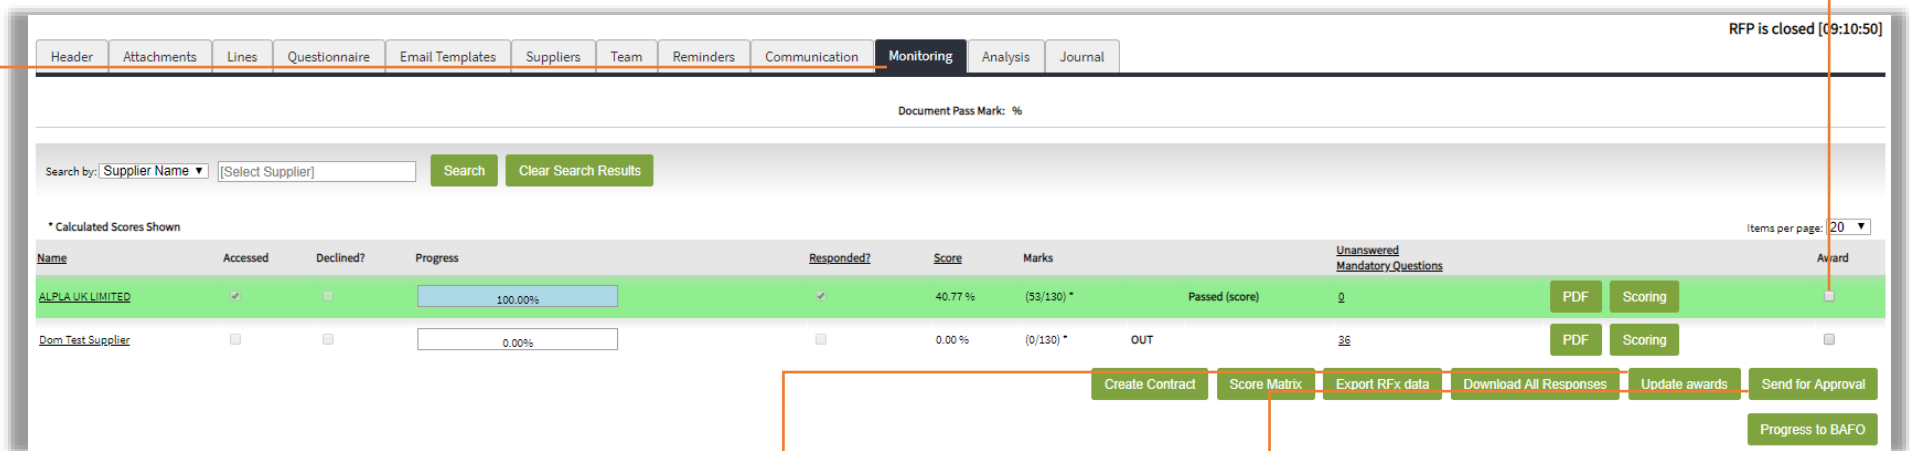 RFP is closed [09:10:50]
Header Attachments Lines Questionnaire Email Templates Suppliers Team Reminders Communication Monitoring Analysis Journal
Document Pass Mark: %
Search by: Supplier Name ▼ [Select Supplier] Search Clear Search Results
* Calculated Scores Shown Items per page: 20 ▼
Name Accessed Declined? Progress Responded? Score Marks Unanswered Mandatory Questions Award
ALPLA UK LIMITED 100.00% 40.77 % (53/130) * Passed (score) 0 PDF Scoring
Dom Test Supplier 0.00% 0.00 % (0/130) * OUT 36 PDF Scoring
Create Contract Score Matrix Export RFx data Download All Responses Update awards Send for Approval
Progress to BAFO